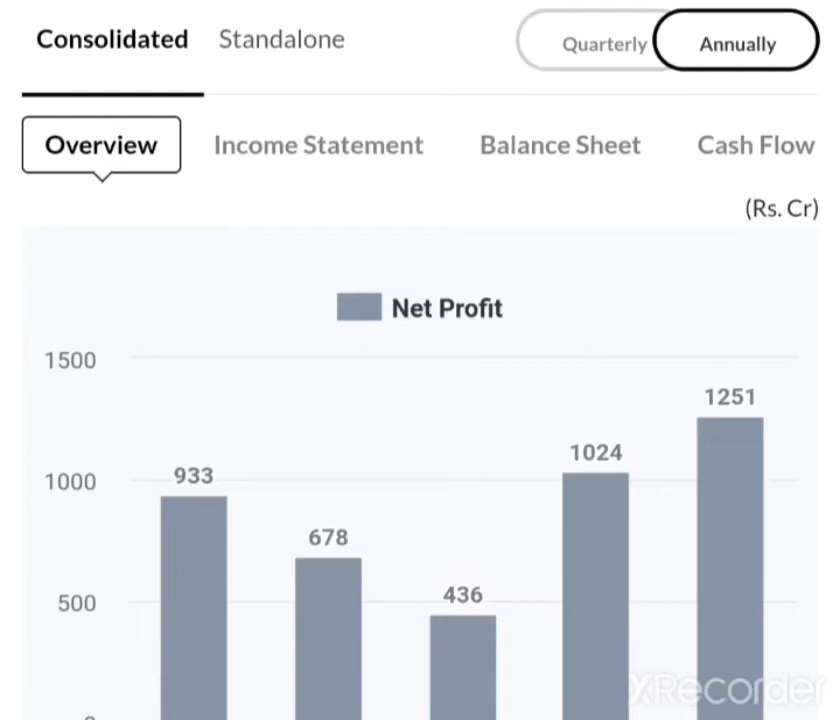 Consolidated Standalone Quarterly Annually
Overview Income Statement Balance Sheet Cash Flow
(Rs. Cr)
Net Profit
1500
1251
1024
933
1000
678
436
500
XRecorder